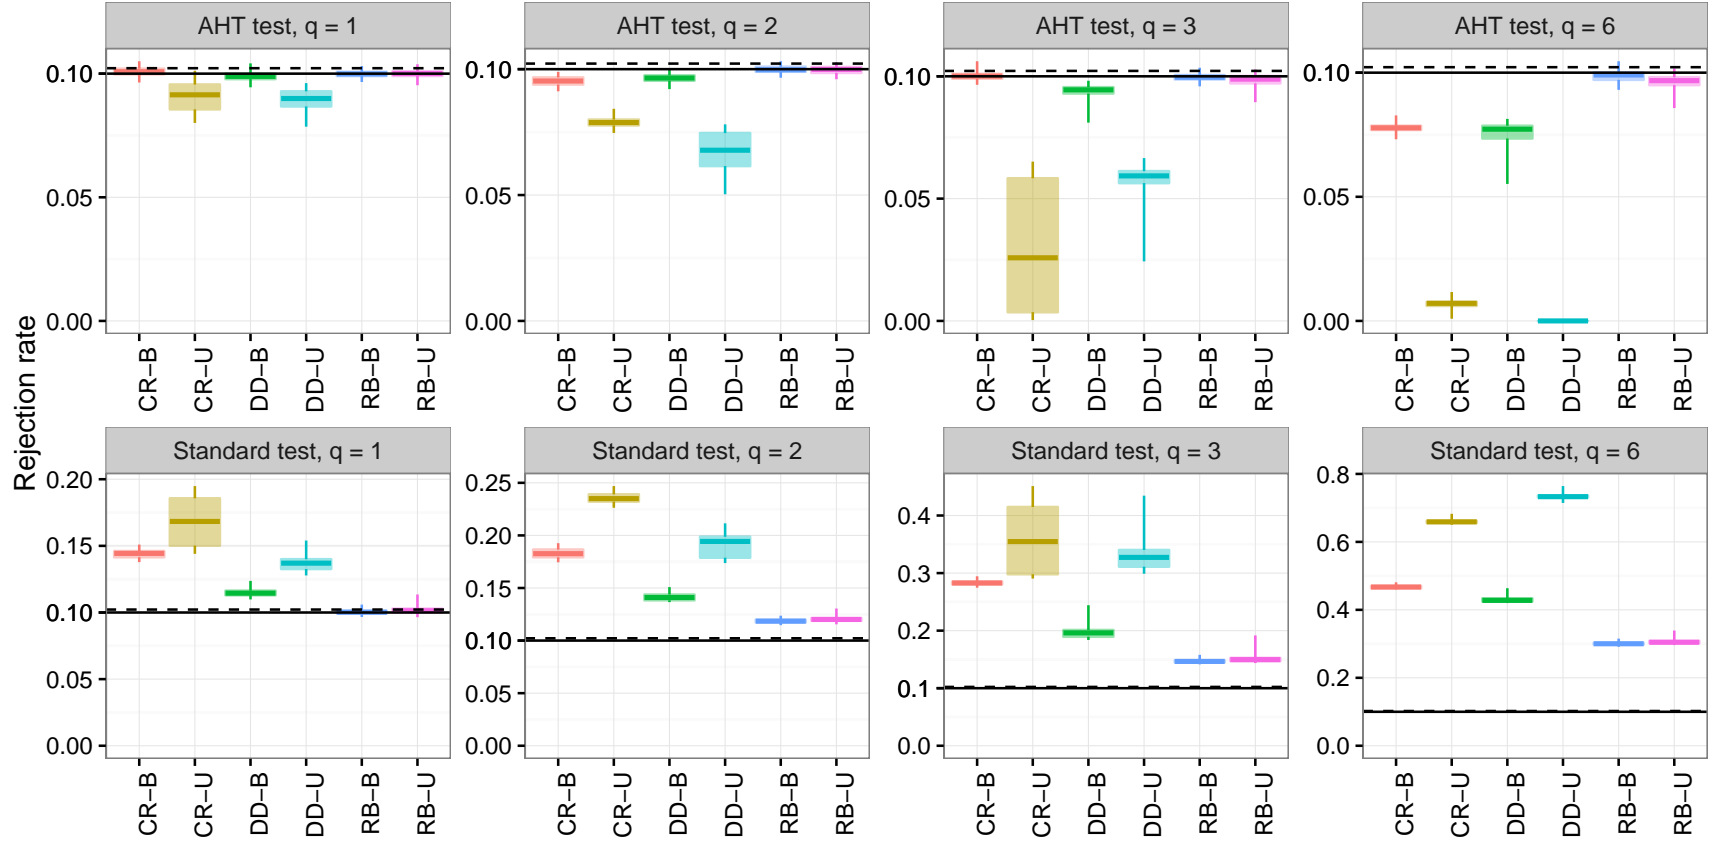 Rejection rate
AHT test, q = 1
0.10
0.05
0.00
CR−B
CR−U
DD−B
DD−U
RB−B
RB−U
AHT test, q = 2
0.10
0.05
0.00
CR−B
CR−U
DD−B
DD−U
RB−B
RB−U
AHT test, q = 3
0.10
0.05
0.00
CR−B
CR−U
DD−B
DD−U
RB−B
RB−U
AHT test, q = 6
0.10
0.05
0.00
CR−B
CR−U
DD−B
DD−U
RB−B
RB−U
Standard test, q = 1
0.20
0.15
0.10
0.05
0.00
CR−B
CR−U
DD−B
DD−U
RB−B
RB−U
Standard test, q = 2
0.25
0.20
0.15
0.10
0.05
0.00
CR−B
CR−U
DD−B
DD−U
RB−B
RB−U
Standard test, q = 3
0.4
0.3
0.2
0.1
0.0
CR−B
CR−U
DD−B
DD−U
RB−B
RB−U
Standard test, q = 6
0.8
0.6
0.4
0.2
0.0
CR−B
CR−U
DD−B
DD−U
RB−B
RB−U